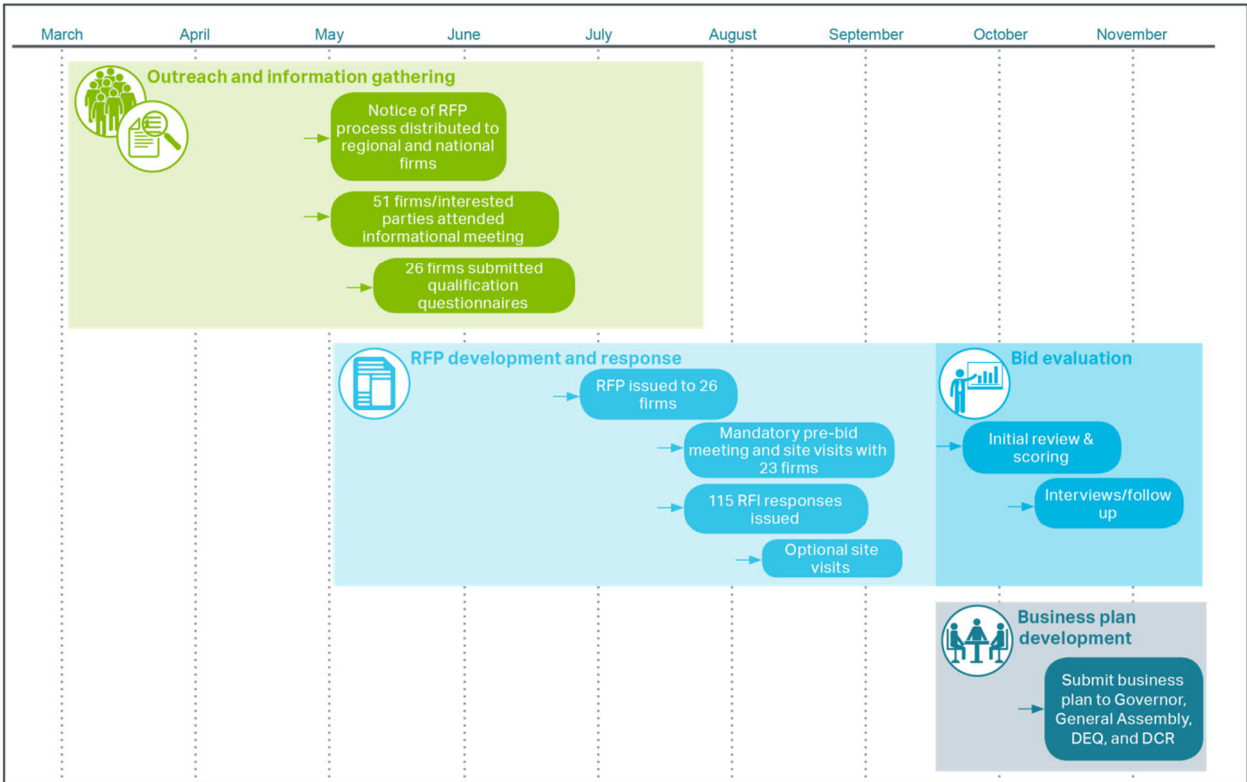 March April May June July August September October November
Outreach and information gathering
Notice of RFP
process distributed to
regional and national
firms
51 firms/interested
parties attended
informational meeting
26 firms submitted
qualification
questionnaires
RFP development and response
RFP issued to 26
firms
Mandatory pre-bid
meeting and site visits with
23 firms
115 RFI responses
issued
Optional site
visits
Bid evaluation
Initial review &
scoring
Interviews/follow
up
Business plan
development
Submit business
plan to Governor,
General Assembly,
DEQ, and DCR